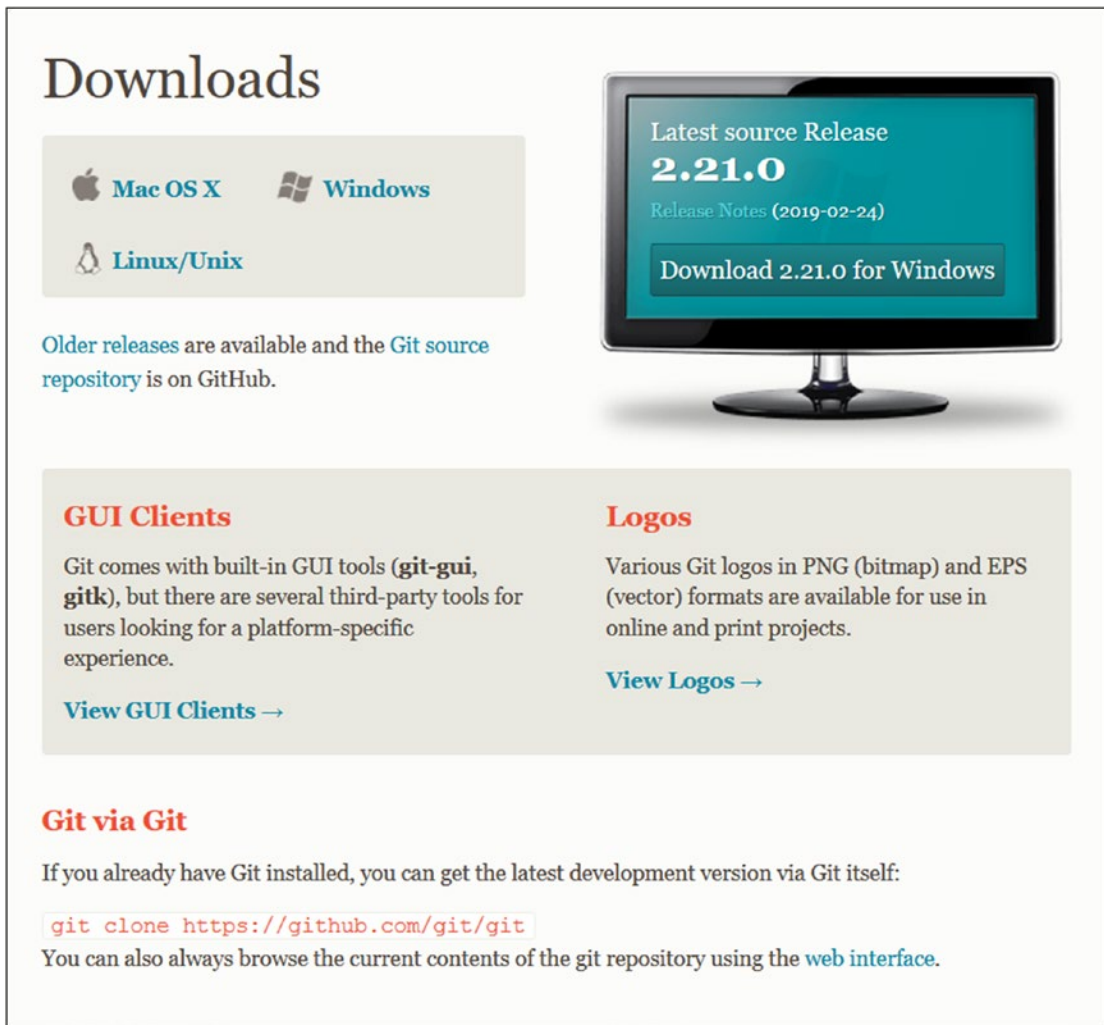 Downloads
Mac OS X
Windows
Linux/Unix
Older releases are available and the Git source
repository is on GitHub.
Latest source Release
2.21.0
Release Notes (2019-02-24)
Download 2.21.0 for Windows
GUI Clients
Git comes with built-in GUI tools (git-gui,
gitk), but there are several third-party tools for
users looking for a platform-specific
experience.
View GUI Clients →
Logos
Various Git logos in PNG (bitmap) and EPS
(vector) formats are available for use in
online and print projects.
View Logos →
Git via Git
If you already have Git installed, you can get the latest development version via Git itself:
git clone https://github.com/git/git
You can also always browse the current contents of the git repository using the web interface.